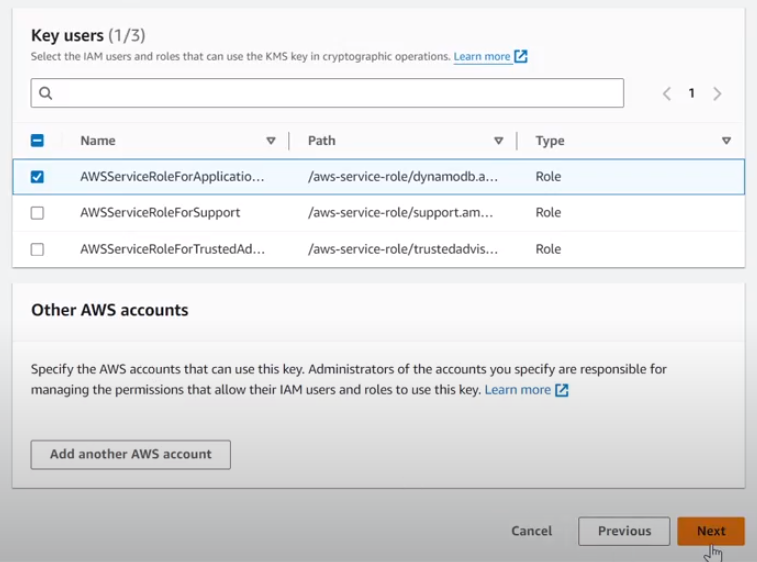 Key users (1/3)
Select the IAM users and roles that can use the KMS key in cryptographic operations. Learn more
1
Name Path Type
AWSServiceRoleForApplicatio... /aws-service-role/dynamodb.a... Role
AWSServiceRoleForSupport /aws-service-role/support.am... Role
AWSServiceRoleForTrustedAd... /aws-service-role/trustedadvis... Role
Other AWS accounts
Specify the AWS accounts that can use this key. Administrators of the accounts you specify are responsible for
managing the permissions that allow their IAM users and roles to use this key. Learn more
Add another AWS account
Cancel Previous Next